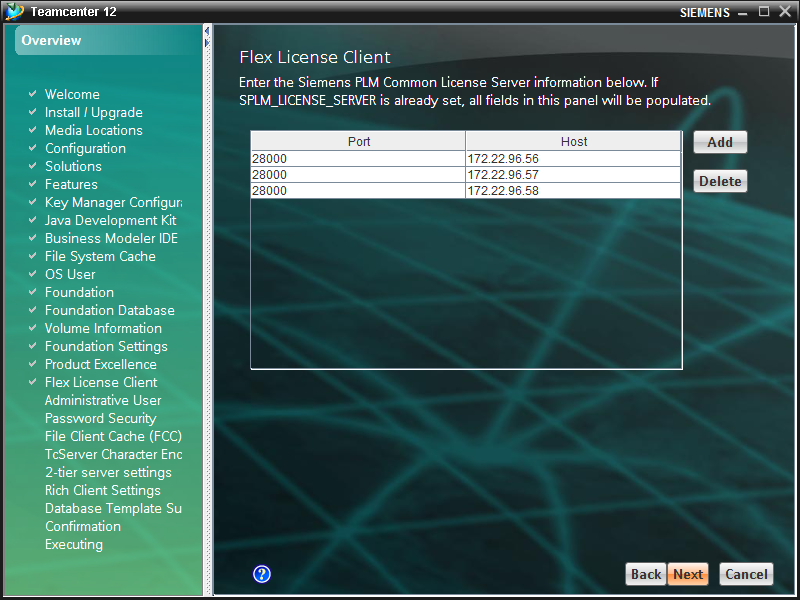 Teamcenter 12
SIEMENS
Overview
Welcome
Install / Upgrade
Media Locations
Configuration
Solutions
Features
Key Manager Configura
Java Development Kit
Business Modeler IDE
File System Cache
OS User
Foundation
Foundation Database
Volume Information
Foundation Settings
Product Excellence
Flex License Client
Administrative User
Password Security
File Client Cache (FCC)
TcServer Character Enc
2-tier server settings
Rich Client Settings
Database Template Su
Confirmation
Executing
Flex License Client
Enter the Siemens PLM Common License Server information below. If
SPLM_LICENSE_SERVER is already set, all fields in this panel will be populated.
Port Host
28000 172.22.96.56
28000 172.22.96.57
28000 172.22.96.58
Add
Delete
?
Back Next Cancel